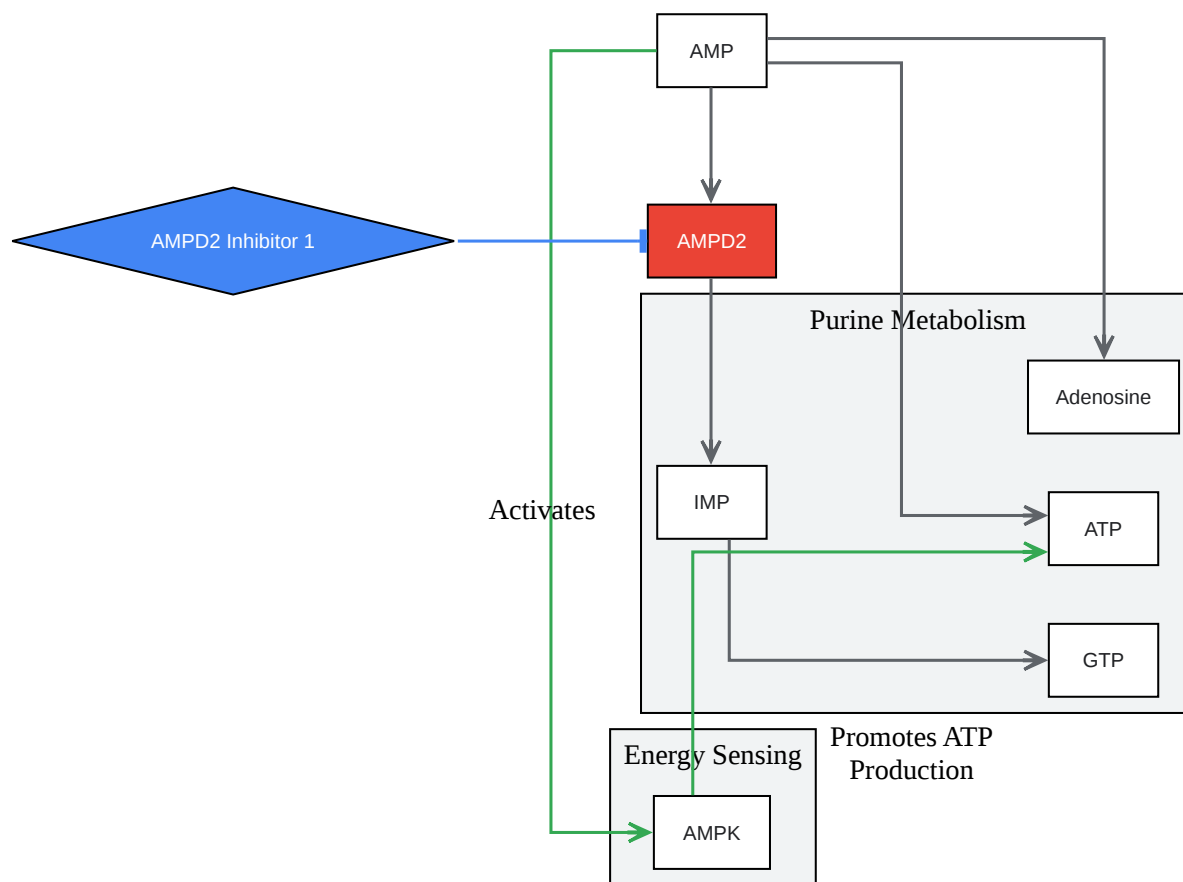 AMP
AMPD2 Inhibitor 1
AMPD2
Purine Metabolism
Adenosine
IMP
Activates
ATP
GTP
Promotes ATP
Production
Energy Sensing
AMPK